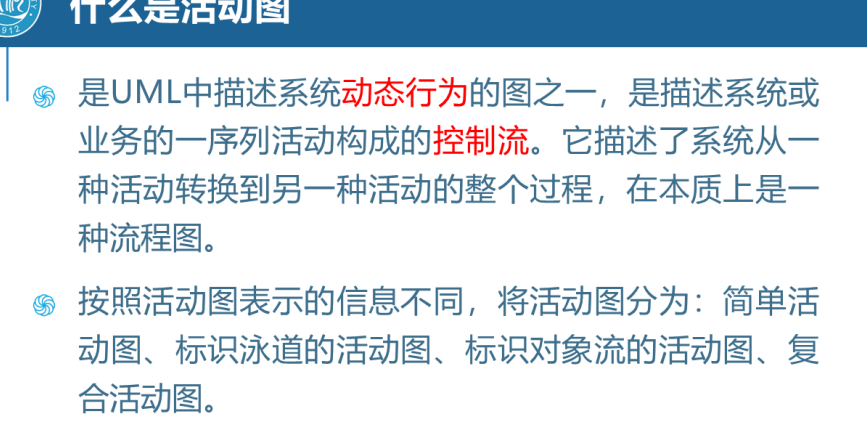 什么是活动图
是UML中描述系统动态行为的图之一，是描述系统或
业务的一序列活动构成的控制流。它描述了系统从一
种活动转换到另一种活动的整个过程，在本质上是一
种流程图。
按照活动图表示的信息不同，将活动图分为：简单活
动图、标识泳道的活动图、标识对象流的活动图、复
合活动图。
1912